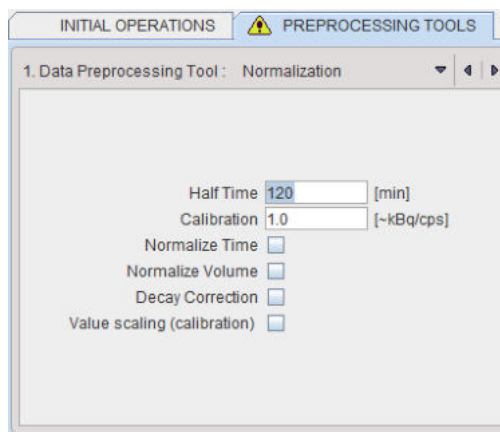 INITIAL OPERATIONS PREPROCESSING TOOLS
1. Data Preprocessing Tool : Normalization
Half Time 120 [min]
Calibration 1.0 [~kBq/cps]
Normalize Time
Normalize Volume
Decay Correction
Value scaling (calibration)